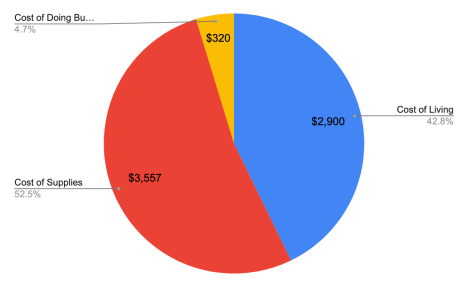 Cost of Doing Bu…
4.7%
$320
Cost of Living
42.8%
$2,900
Cost of Supplies
52.5%
$3,557